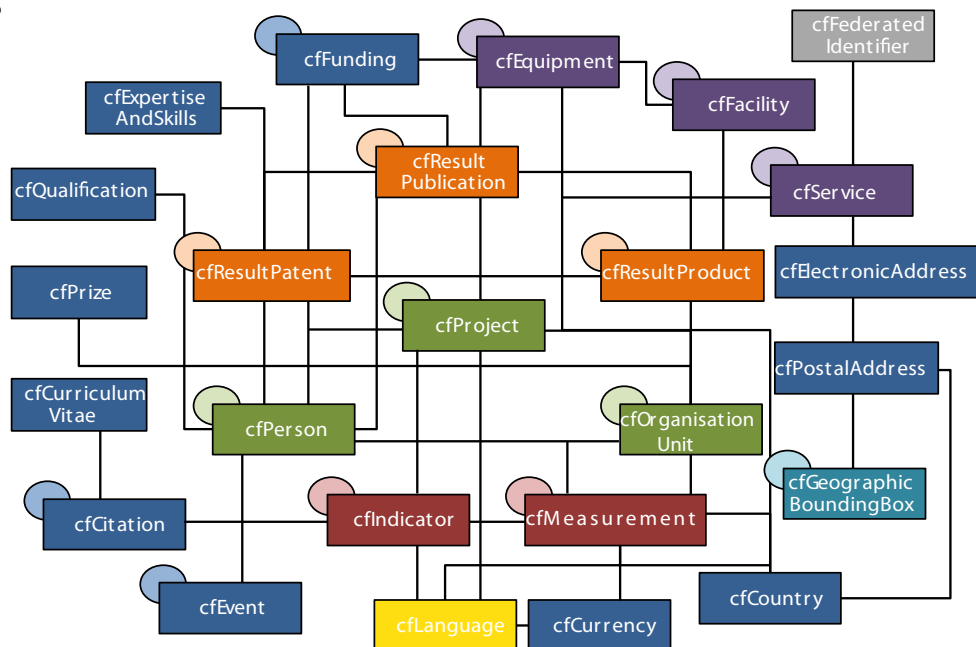 cfFunding
cfEquipment
cfFederated
Identifier
cfExpertise
AndSkills
cfFacility
cfResult
Publication
cfQualification
cfService
cfResultPatent
cfResultProduct
cfElectronicAddress
cfPrize
cfProject
cfPostalAddress
cfCurriculum
Vitae
cfPerson
cfOrganisation
Unit
cfGeographic
BoundingBox
cfCitation
cfIndicator
cfMeasurement
cfEvent
cfLanguage
cfCurrency
cfCountry